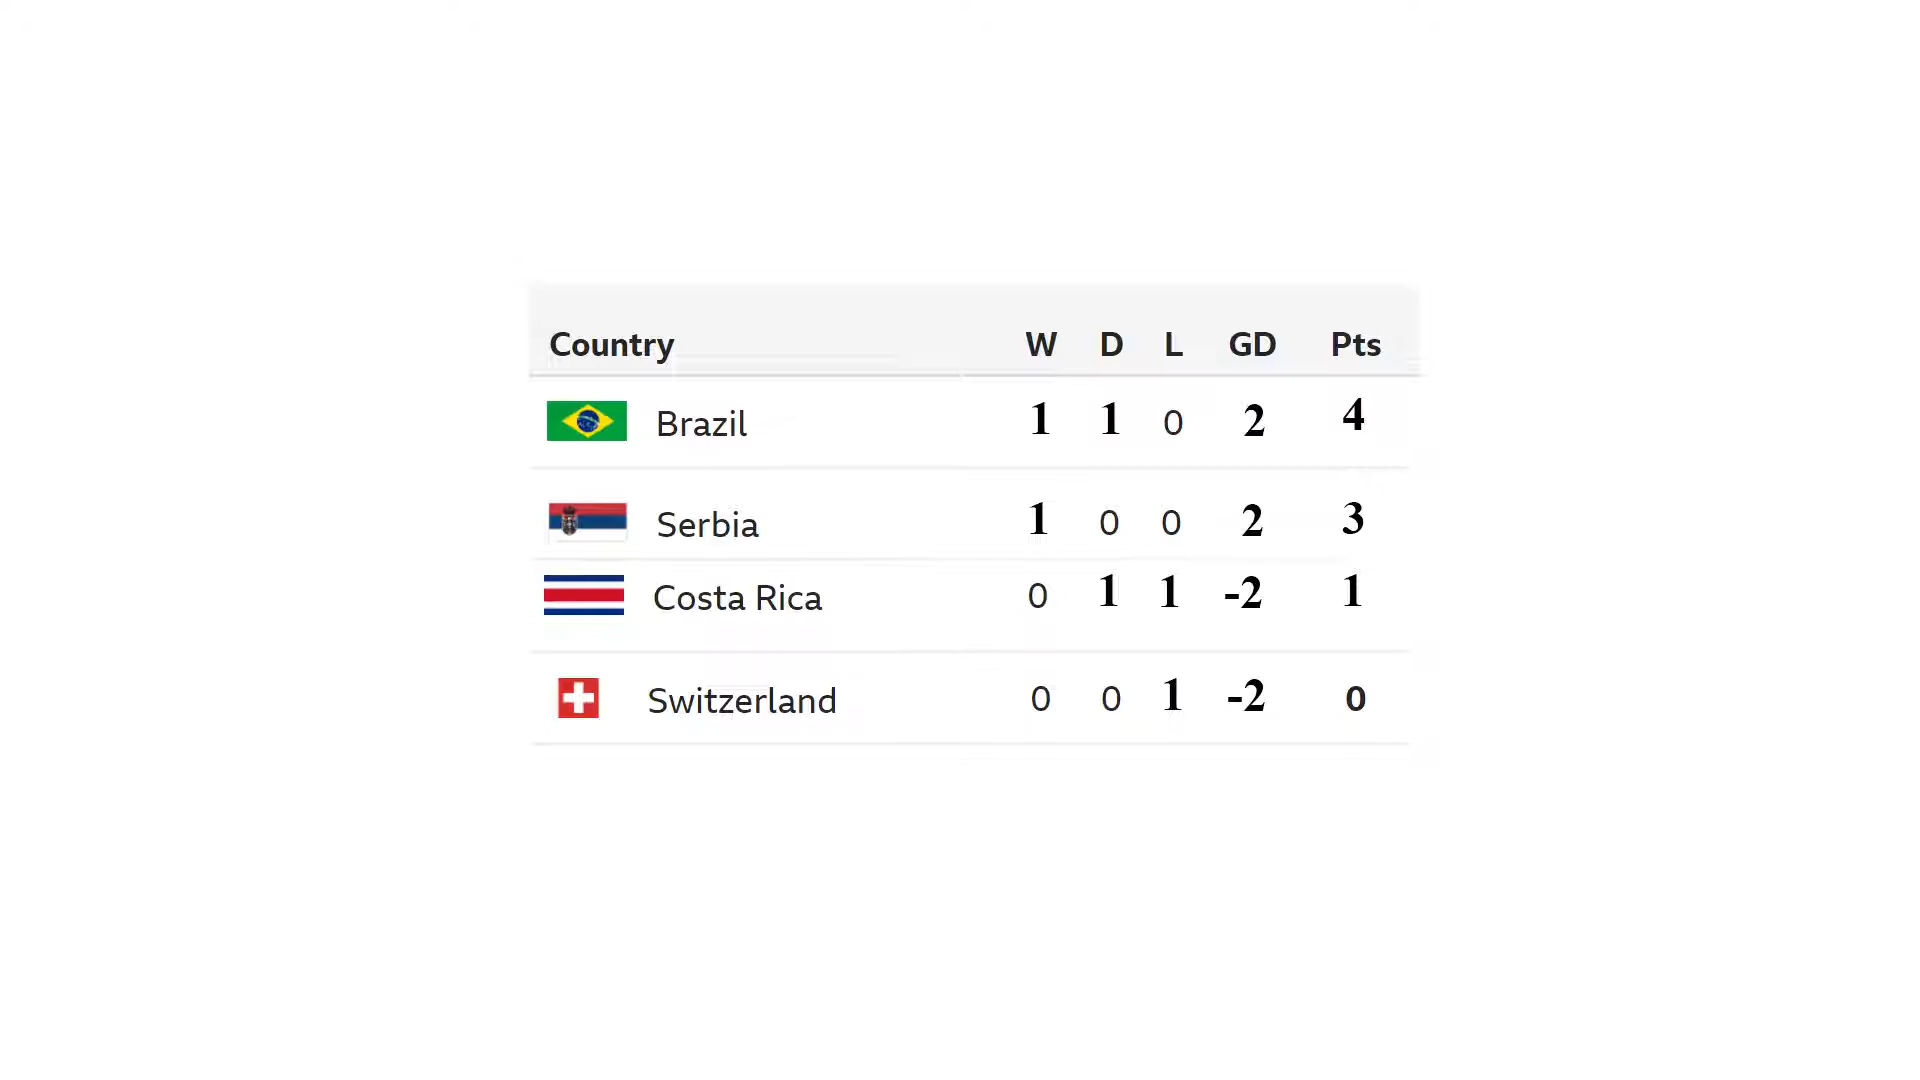 Country W D L GD Pts
Brazil 1 1 0 2 4
Serbia 1 0 0 2 3
Costa Rica 0 1 1 -2 1
Switzerland 0 0 1 -2 0